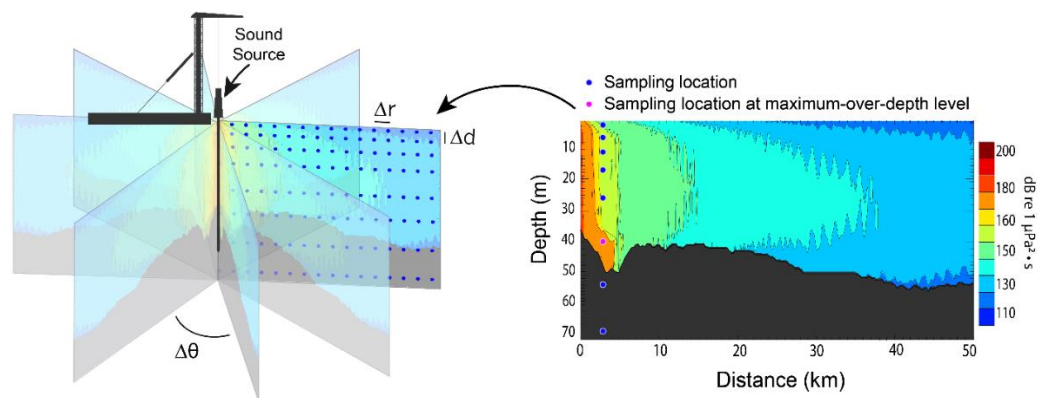 Sound
Source
Δr
Δd
Δθ
Sampling location
Sampling location at maximum-over-depth level
Depth (m)
10
20
30
40
50
60
70
0
10
20
30
40
50
Distance (km)
200
180
160
150
130
110
dB re 1 µPa²• s